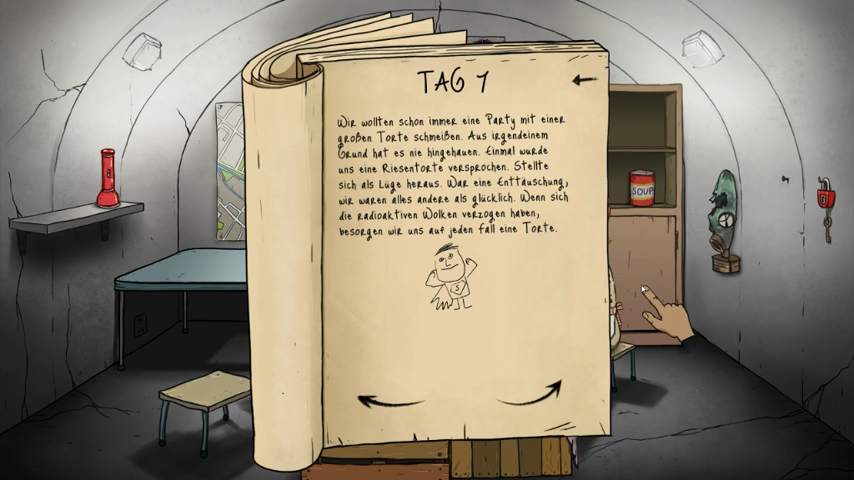 TAG 1
Wir wollten schon immer eine Party mit einer
großen Torte schmeißen. Aus irgendeinem
Grund hat es nie hingehauen. Einmal wurde
uns eine Riesentorte versprochen. Stellte
sich als Lüge heraus. War eine Enttäuschung,
wir waren alles andere als glücklich. Wenn sich
die radioaktiven Wolken verzogen haben,
besorgen wir uns auf jeden Fall eine Torte.
S
SOUP